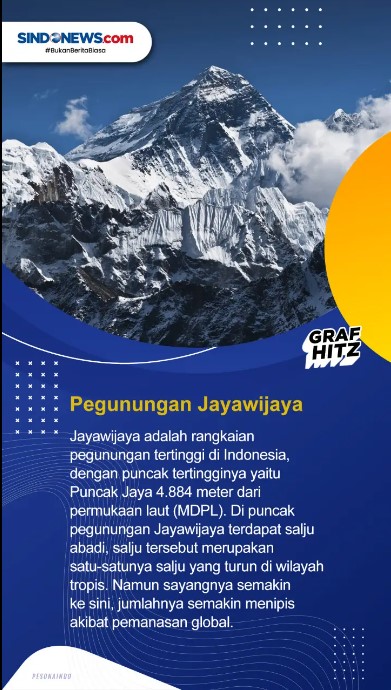 SINDONEWS.com
#BukanBeritaBiasa
GRAF
HITZ
Pegunungan Jayawijaya
Jayawijaya adalah rangkaian
pegunungan tertinggi di Indonesia,
dengan puncak tertingginya yaitu
Puncak Jaya 4.884 meter dari
permukaan laut (MDPL). Di puncak
pegunungan Jayawijaya terdapat salju
abadi, salju tersebut merupakan
satu-satunya salju yang turun di wilayah
tropis. Namun sayangnya semakin
ke sini, jumlahnya semakin menipis
akibat pemanasan global.
PESONAINDO